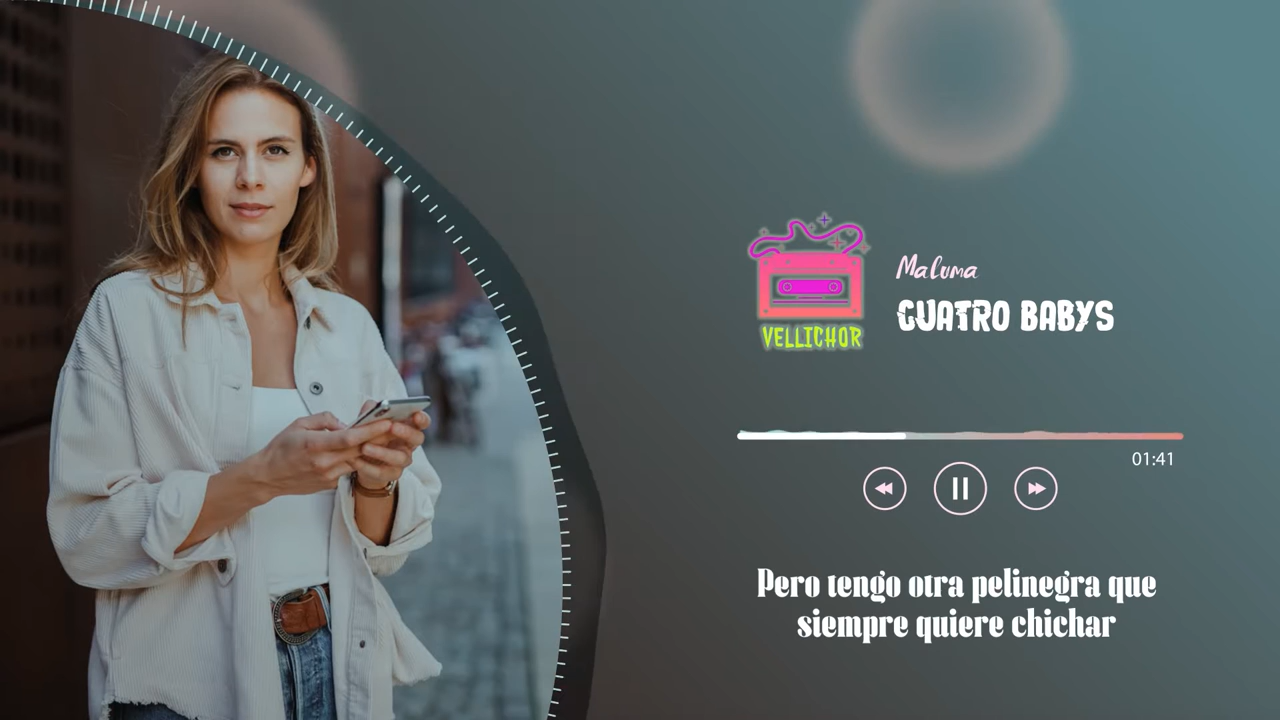 Maluma
CUATRO BABYS
VELLICHOR
01:41
Pero tengo otra pelinegra que
siempre quiere chichar